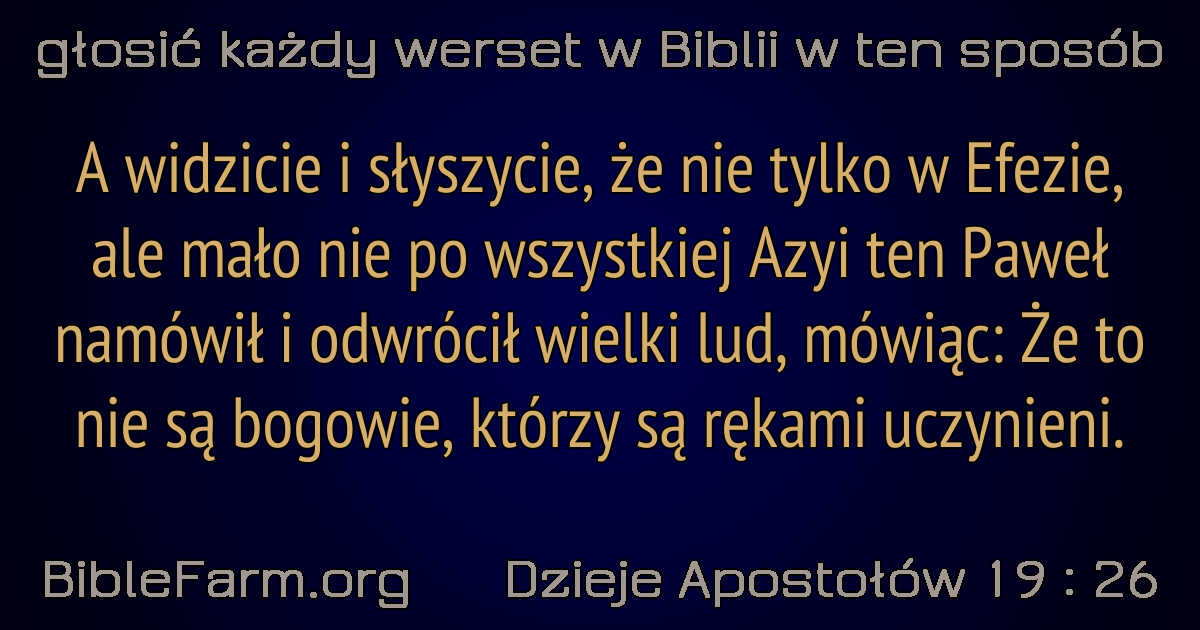 głosić każdy werset w Biblii w ten sposób
A widzicie i słyszycie, że nie tylko w Efezie,
ale mało nie po wszystkiej Azyi ten Paweł
namówił i odwrócił wielki lud, mówiąc: Że to
nie są bogowie, którzy są rękami uczynieni.
BibleFarm.org Dzieje Apostołów 19 : 26